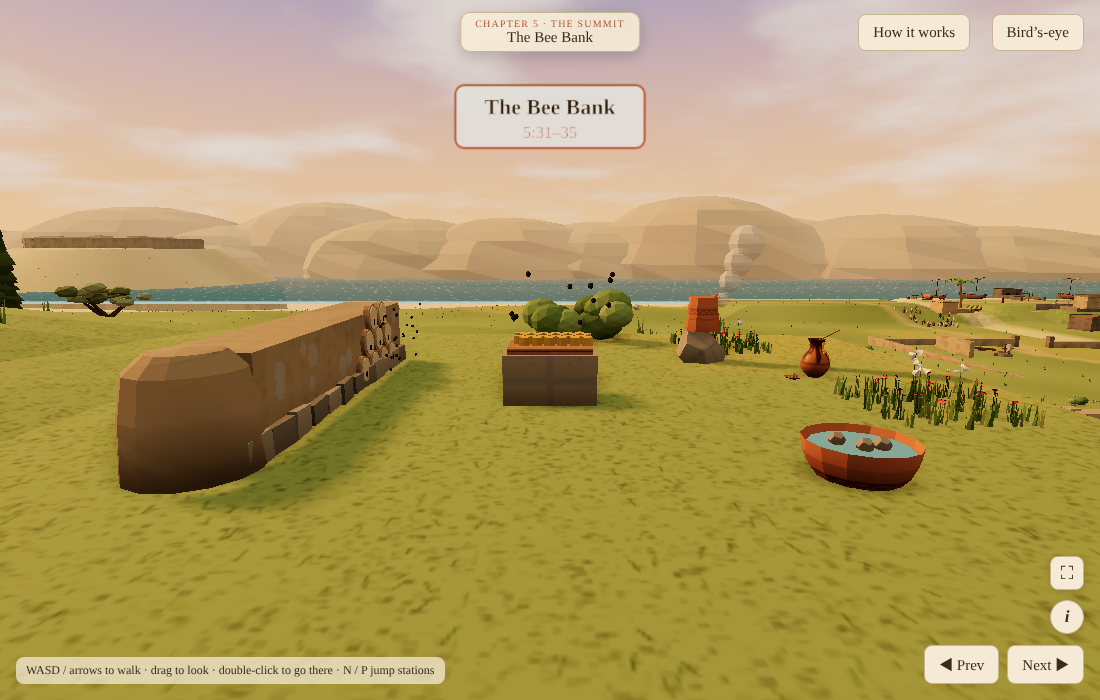 CHAPTER 5 · THE SUMMIT
The Bee Bank
How it works
Bird’s-eye
The Bee Bank
5:31–35
i
WASD / arrows to walk · drag to look · double-click to go there · N / P jump stations
◀ Prev
Next ▶